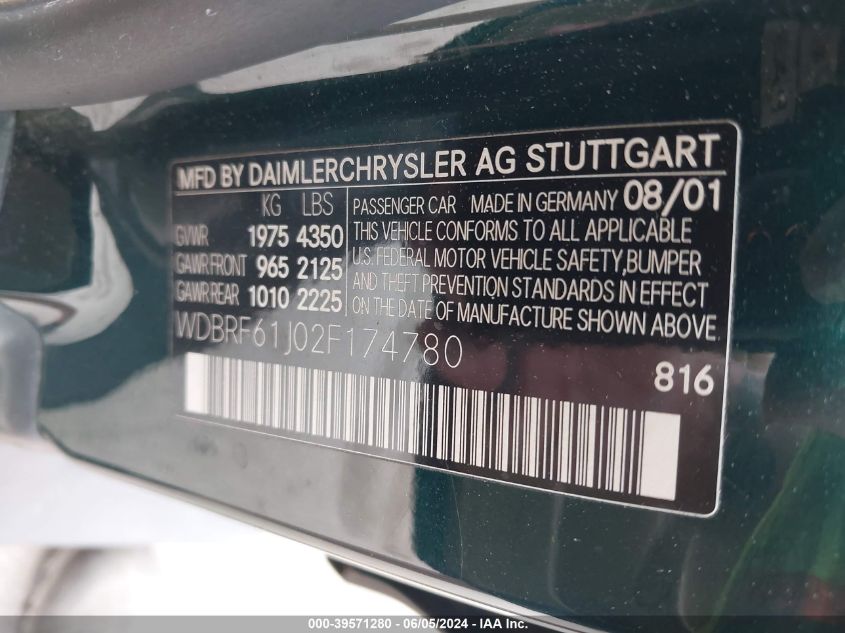 MFD BY DAIMLERCHRYSLER AG STUTTGART
KG LBS
GVWR 1975 4350
GAWR FRONT 965 2125
GAWR REAR 1010 2225
PASSENGER CAR MADE IN GERMANY 08/01
THIS VEHICLE CONFORMS TO ALL APPLICABLE
U.S. FEDERAL MOTOR VEHICLE SAFETY,BUMPER
AND THEFT PREVENTION STANDARDS IN EFFECT
ON THE DATE OF MANUFACTURE SHOWN ABOVE
WDBRF61J02F174780
816
000-39571280 - 06/05/2024 - IAA Inc.